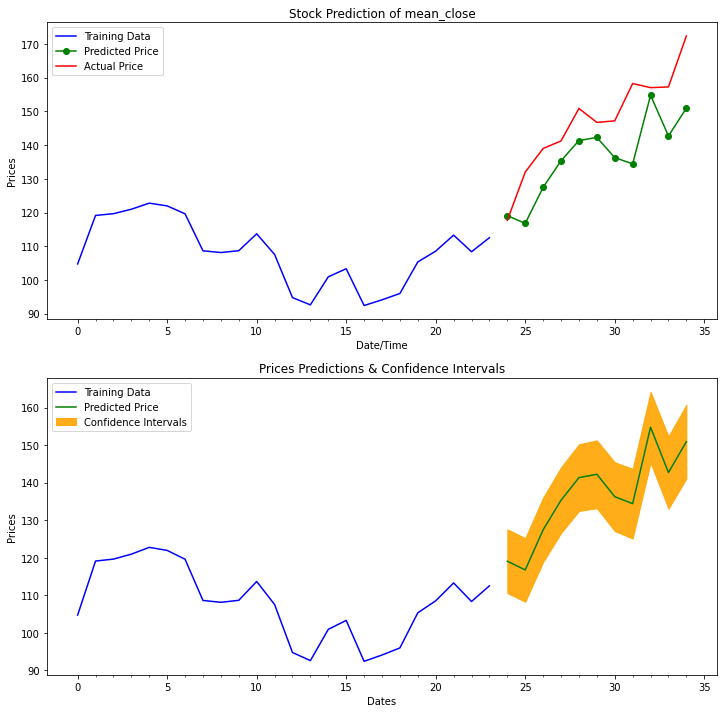 Stock Prediction of mean_close
Training Data
Predicted Price
Actual Price
170
160
150
140
130
120
110
100
90
Prices
0 5 10 15 20 25 30 35
Date/Time
Prices Predictions & Confidence Intervals
Training Data
Predicted Price
Confidence Intervals
160
150
140
130
120
110
100
90
Prices
0 5 10 15 20 25 30 35
Dates